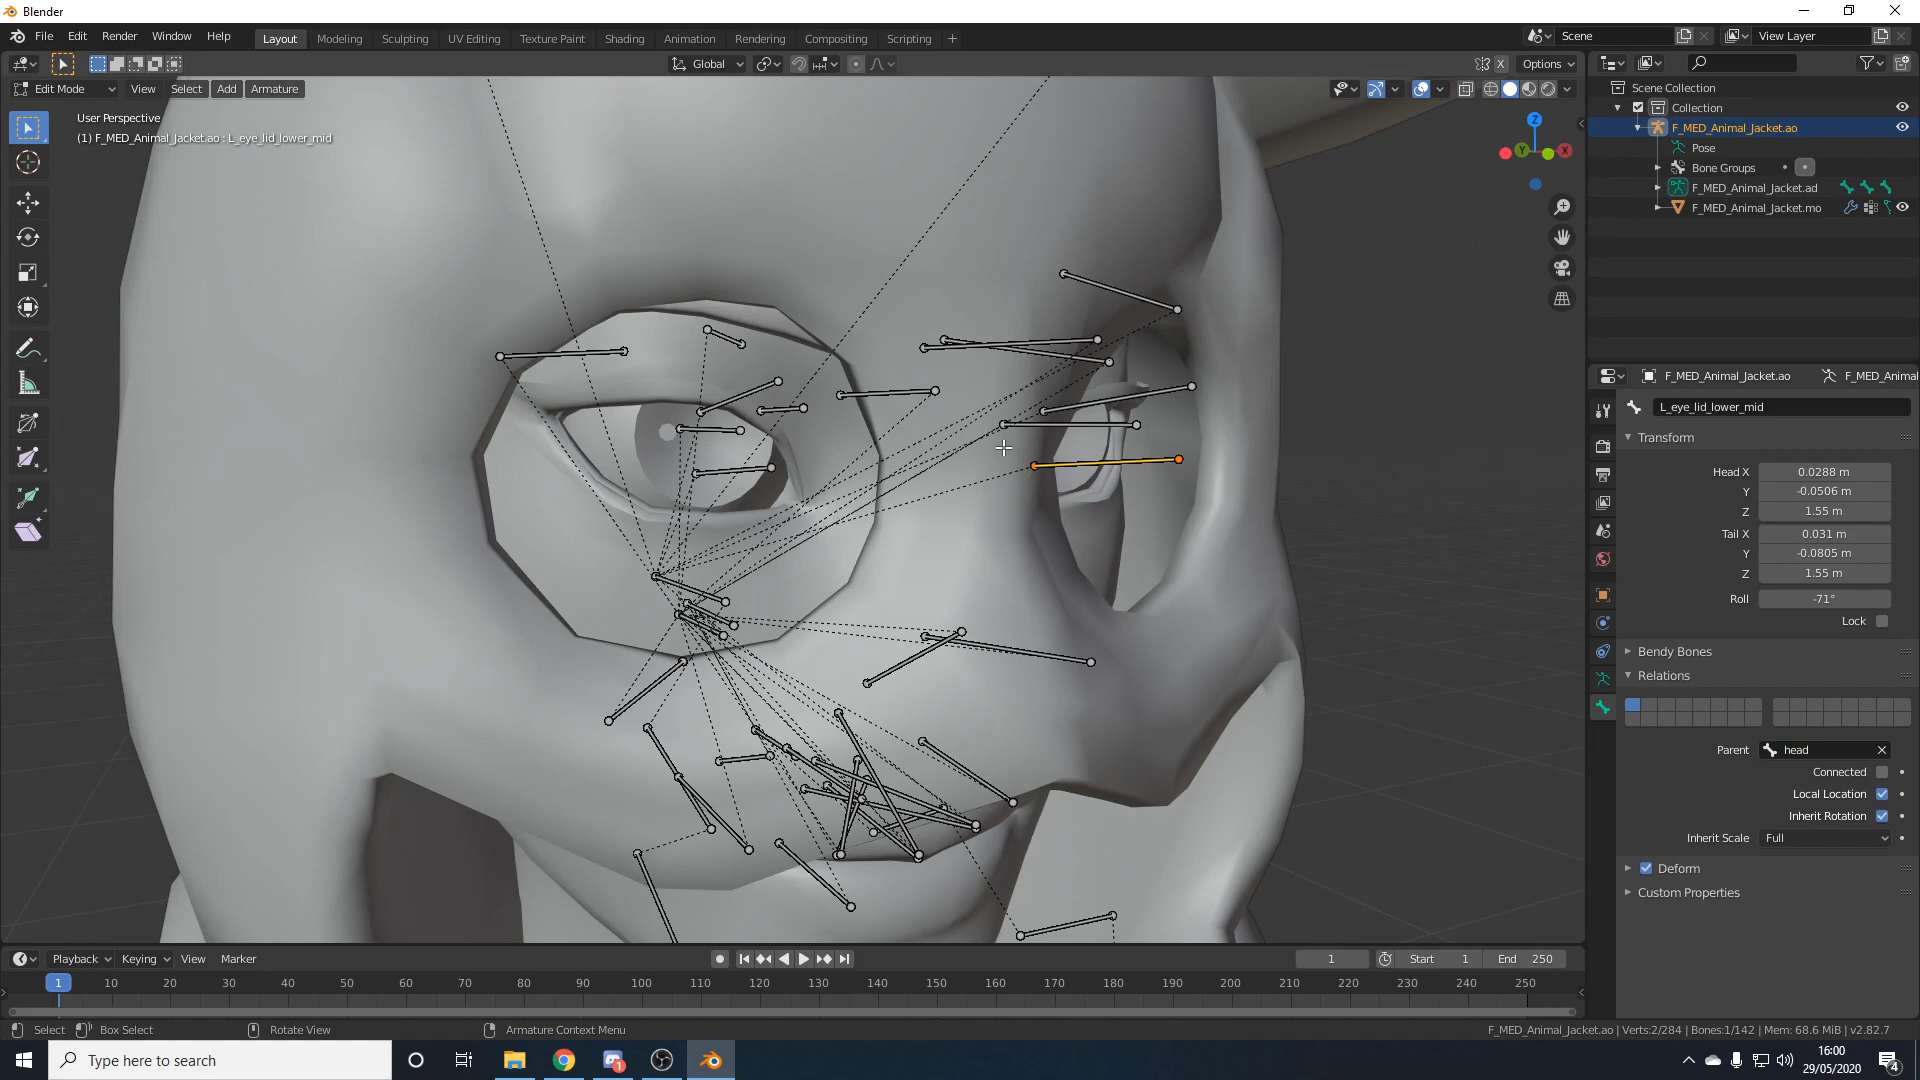 Blender
File Edit Render Window Help Layout Modeling Sculpting UV Editing Texture Paint Shading Animation Rendering Compositing Scripting + Scene View Layer
Global X Options
Edit Mode View Select Add Armature
User Perspective
(1) F_MED_Animal_Jacket.ao : L_eye_lid_lower_mid
Z
Y X
Scene Collection
Collection
F_MED_Animal_Jacket.ao
Pose
Bone Groups
F_MED_Animal_Jacket.ad
F_MED_Animal_Jacket.mo
F_MED_Animal_Jacket.ao F_MED_Animal
L_eye_lid_lower_mid
Transform
Head X 0.0288 m
Y -0.0506 m
Z 1.55 m
Tail X 0.031 m
Y -0.0805 m
Z 1.55 m
Roll -71°
Lock
Bendy Bones
Relations
Parent head
Connected
Local Location
Inherit Rotation
Inherit Scale Full
Deform
Custom Properties
Playback Keying View Marker 1 Start 1 End 250
1 10 20 30 40 50 60 70 80 90 100 110 120 130 140 150 160 170 180 190 200 210 220 230 240 250
Select Box Select Rotate View Armature Context Menu F_MED_Animal_Jacket.ao | Verts:2/284 | Bones:1/142 | Mem: 68.6 MiB | v2.82.7
Type here to search 1 16:00
29/05/2020 4